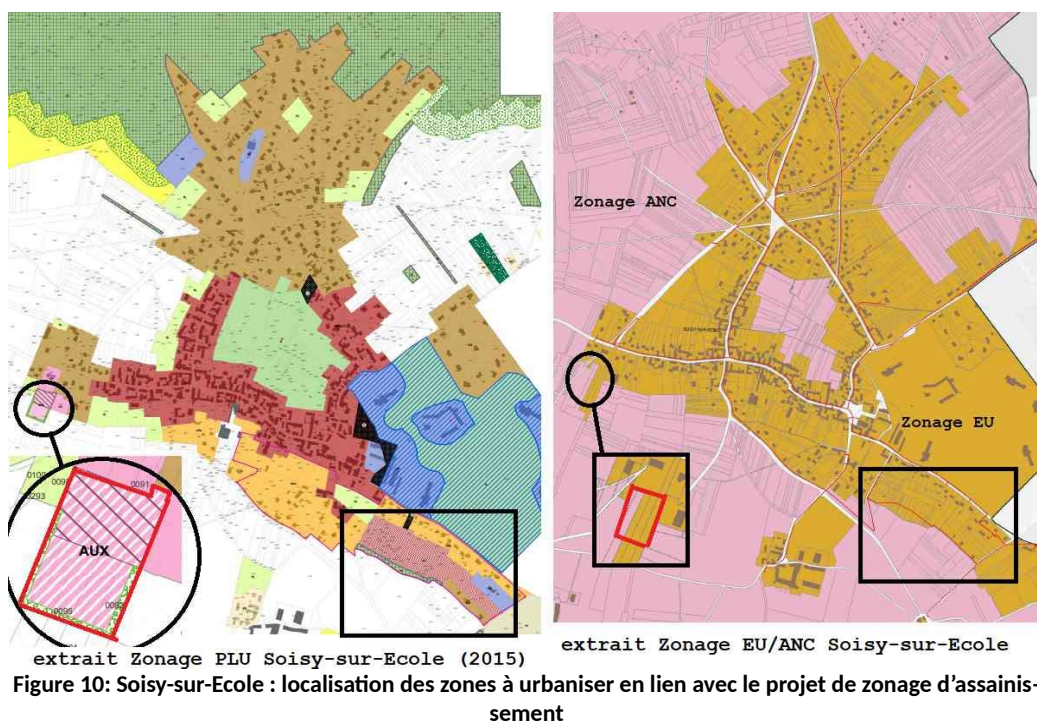 Zonage ANC
Zonage EU
0091
AUX
0095
extrait Zonage PLU Soisy-sur-Ecole (2015)
extrait Zonage EU/ANC Soisy-sur-Ecole
Figure 10: Soisy-sur-Ecole : localisation des zones à urbaniser en lien avec le projet de zonage d'assainis-
sement